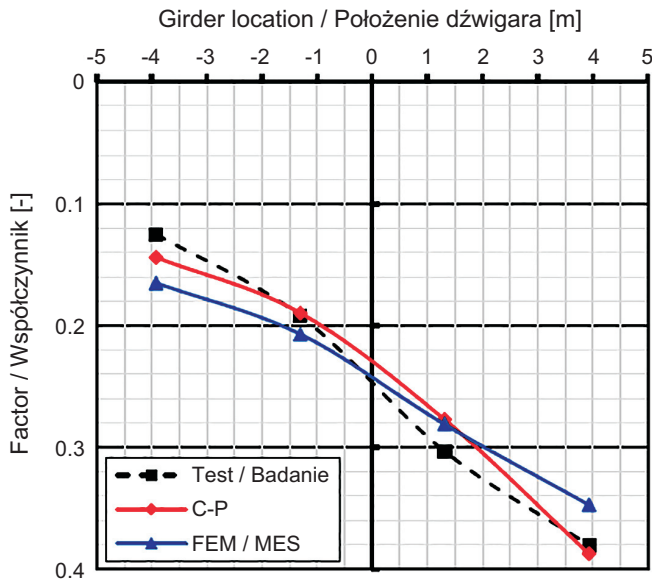 Girder location / Położenie dźwigara [m]
-5 -4 -3 -2 -1 0 1 2 3 4 5
0
0.1
0.2
0.3
0.4
Factor / Współczynnik [-]
Test / Badanie
C-P
FEM / MES